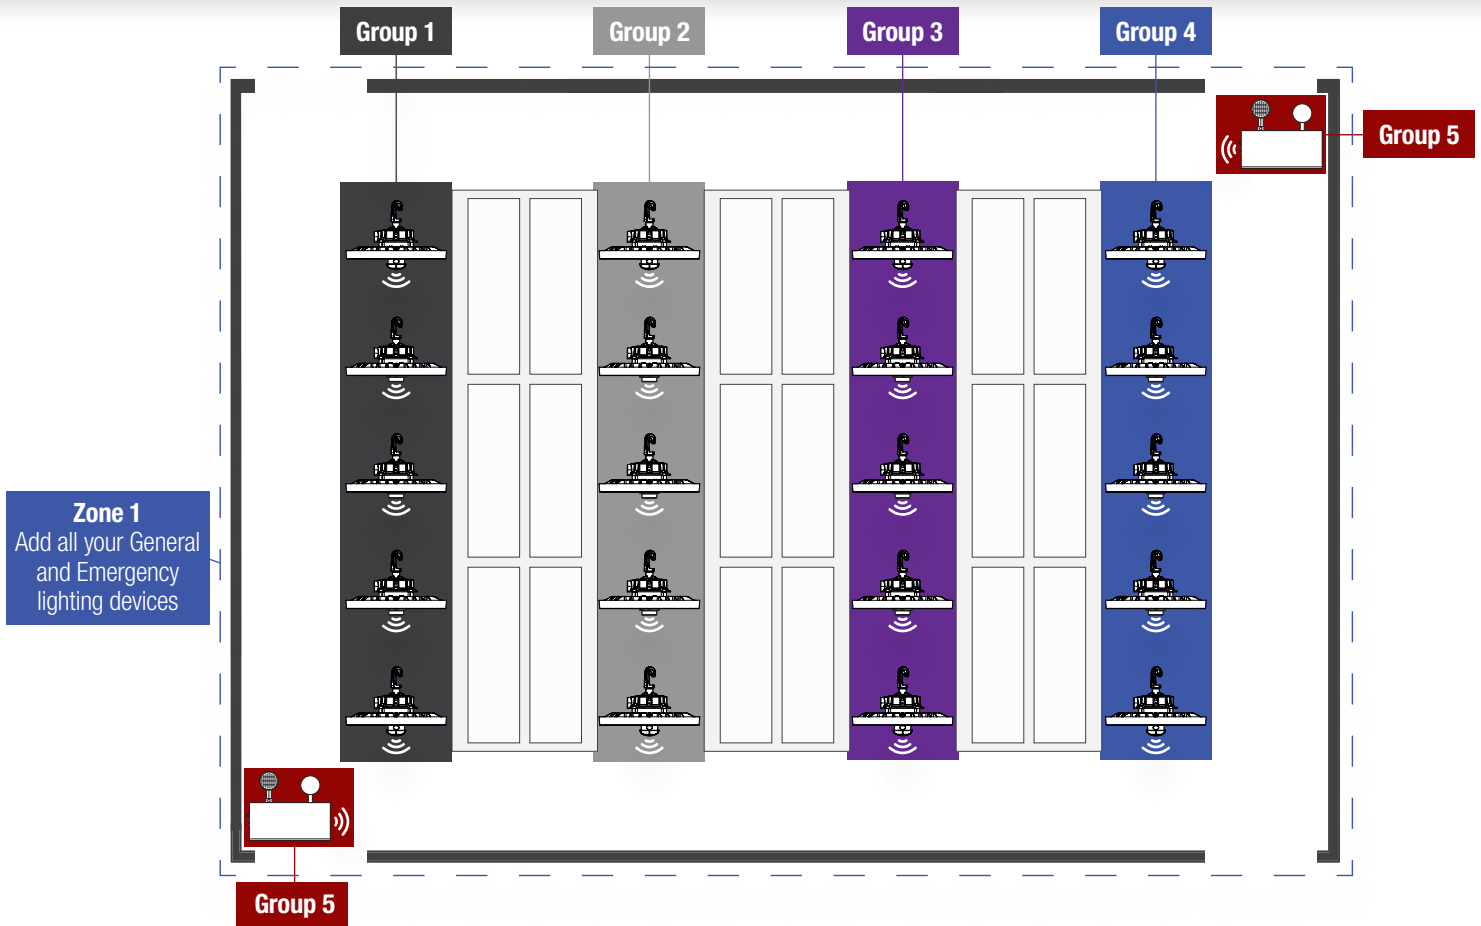 Group 1
Group 2
Group 3
Group 4
Group 5
Zone 1
Add all your General
and Emergency
lighting devices
Group 5